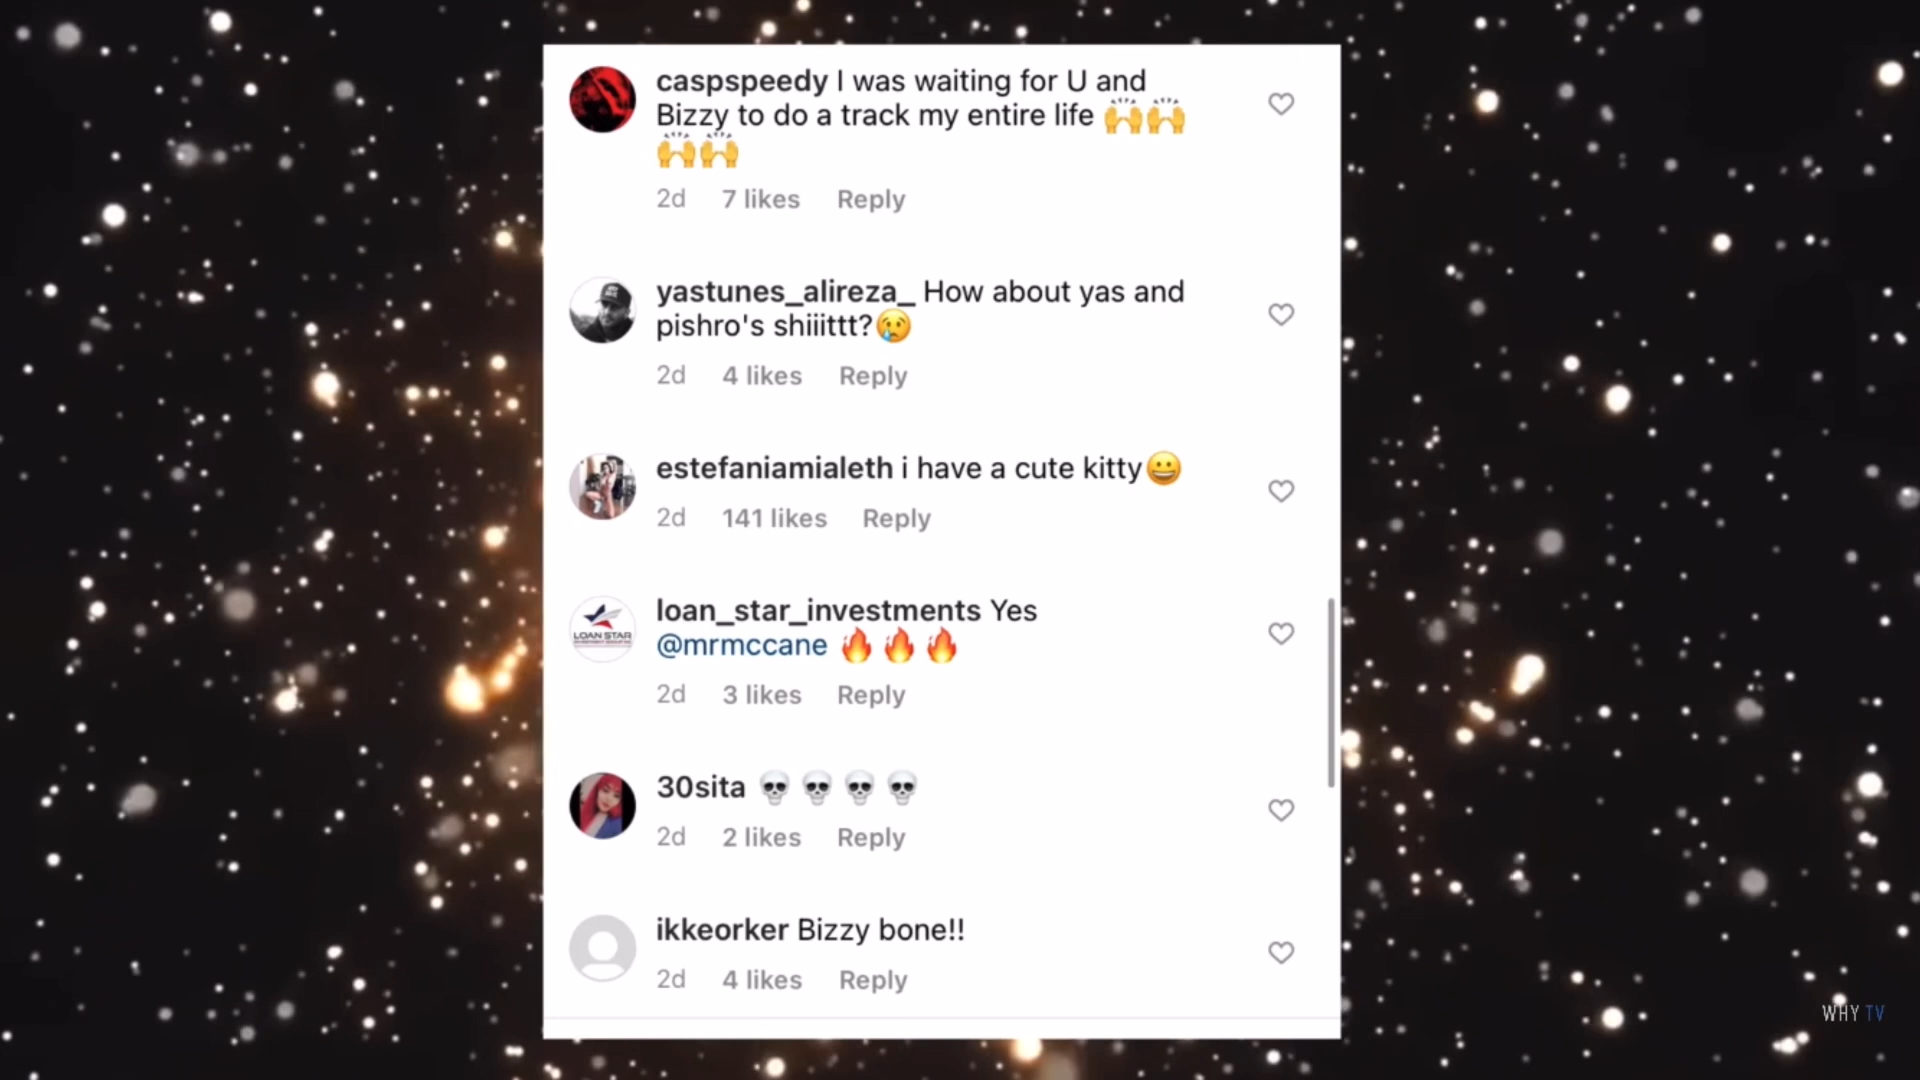 caspspeedy I was waiting for U and
Bizzy to do a track my entire life 🙌🙌
🙌🙌
2d 7 likes Reply
yastunes_alireza_ How about yas and
pishro's shiiittt?😢
2d 4 likes Reply
estefaniamialeth i have a cute kitty😀
2d 141 likes Reply
LOAN STAR
loan_star_investments Yes
@mrmccane 🔥🔥🔥
2d 3 likes Reply
30sita 💀💀💀💀
2d 2 likes Reply
ikkeorker Bizzy bone!!
2d 4 likes Reply
WHY TV